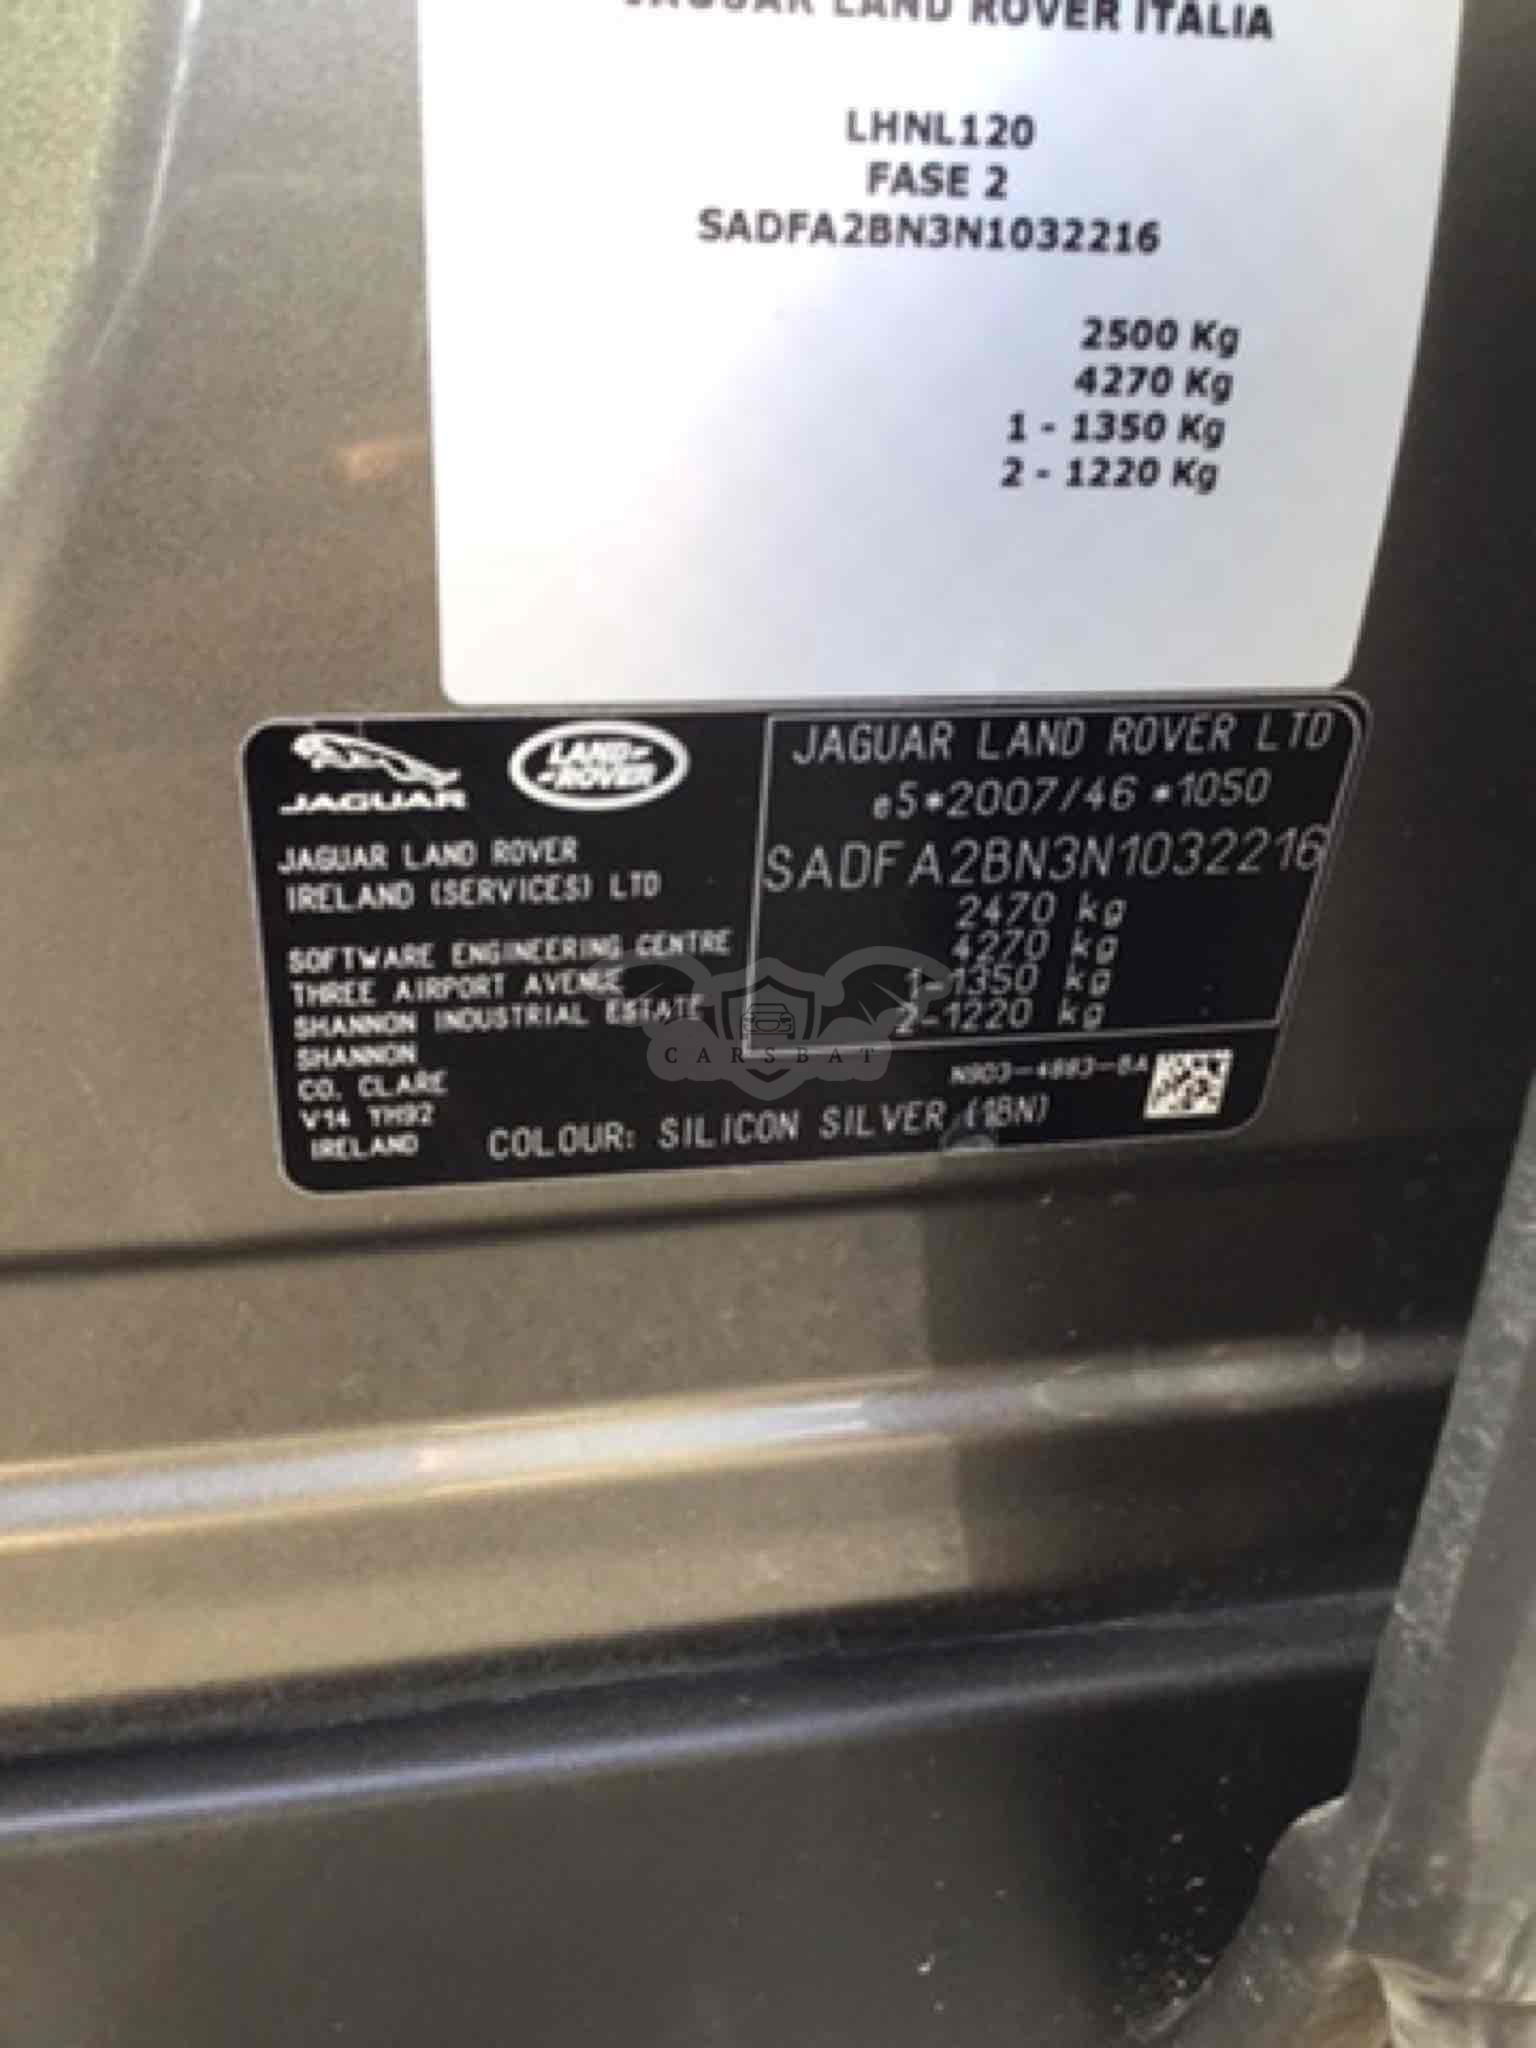 JAGUAR LAND ROVER ITALIA
LHNL120
FASE 2
SADFA2BN3N1032216
2500 Kg
4270 Kg
1 - 1350 Kg
2 - 1220 Kg
JAGUAR
LAND ROVER
JAGUAR LAND ROVER
IRELAND (SERVICES) LTD
SOFTWARE ENGINEERING CENTRE
THREE AIRPORT AVENUE
SHANNON INDUSTRIAL ESTATE
SHANNON
CO. CLARE
V14 YH92
IRELAND
JAGUAR LAND ROVER LTD
e5*2007/46*1050
SADFA2BN3N1032216
2470 kg
4270 kg
1-1350 kg
2-1220 kg
CARSBAT
COLOUR: SILICON SILVER (1BN)